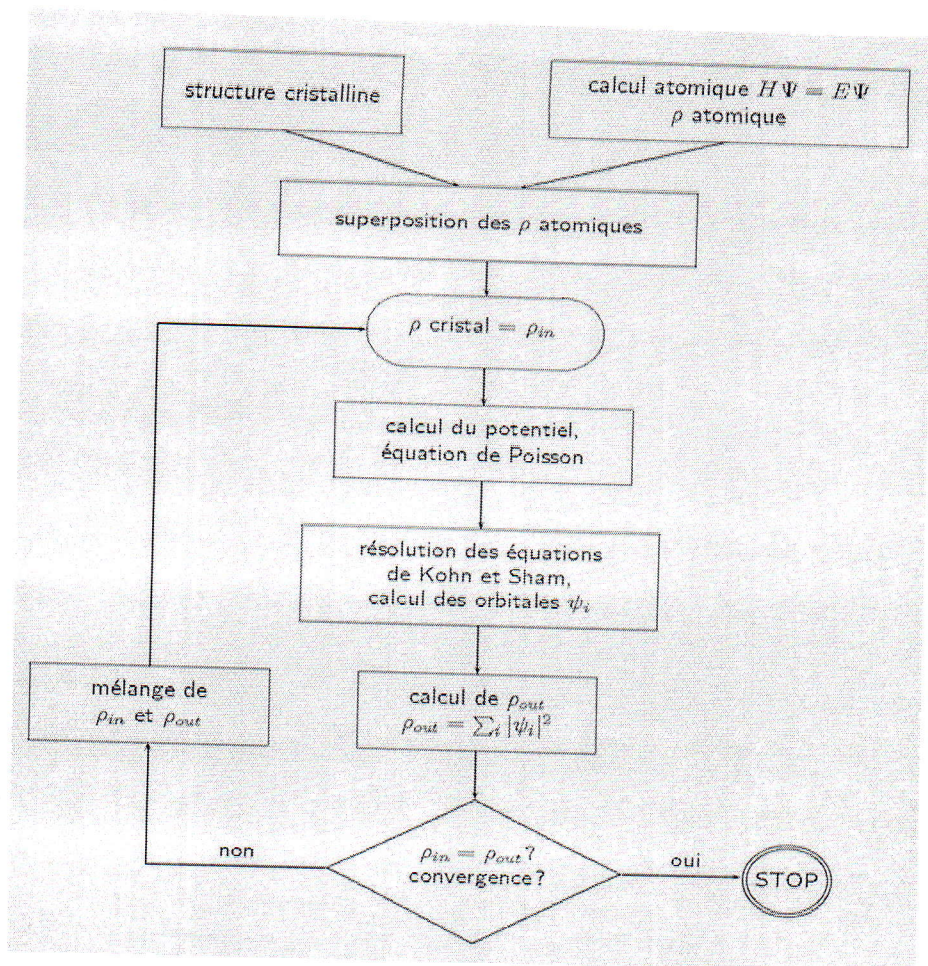 structure cristalline
calcul atomique HΨ = EΨ
ρ atomique
superposition des ρ atomiques
ρ cristal = ρ_in
calcul du potentiel,
équation de Poisson
résolution des équations
de Kohn et Sham,
calcul des orbitales ψ_i
mélange de
ρ_in et ρ_out
calcul de ρ_out
ρ_out = ∑_i |ψ_i|²
non
ρ_in = ρ_out?
convergence?
oui
STOP